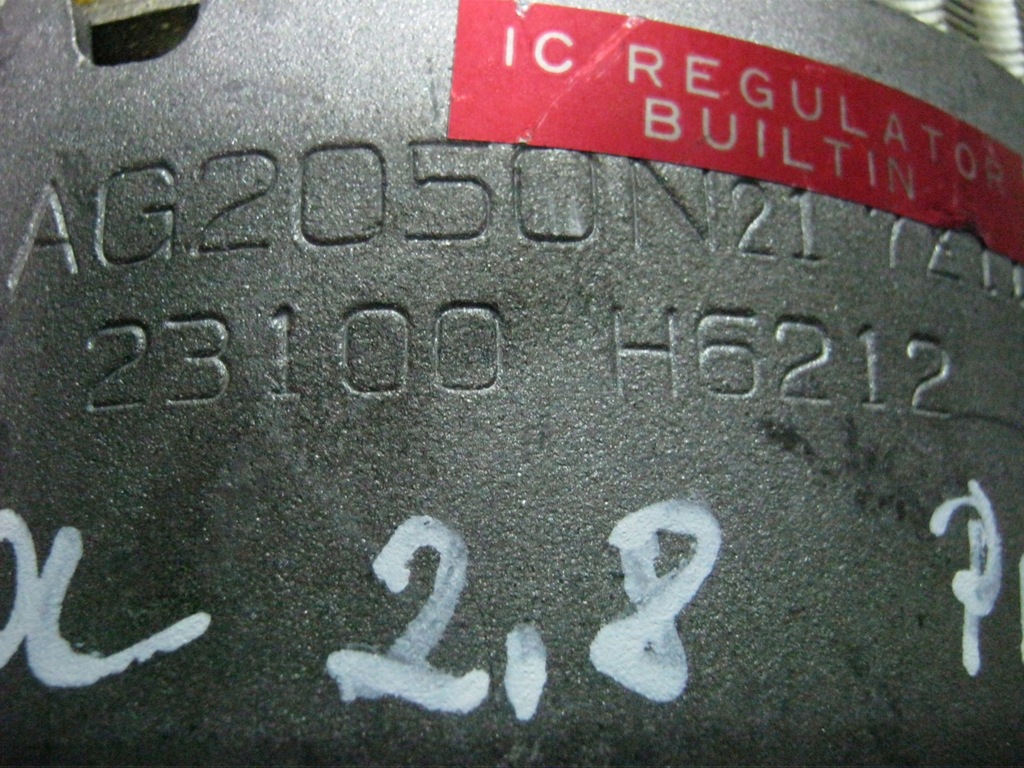 IC REGULATOR
BUILTIN
AG2050N21
23100 H6212
2,8